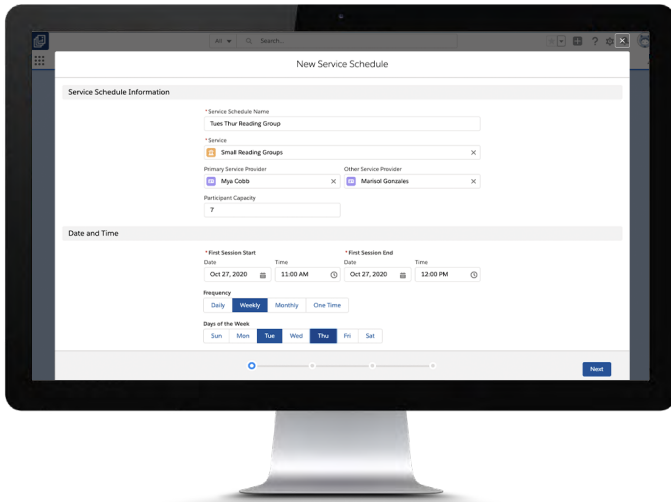 All
Search...
New Service Schedule
Service Schedule Information
*Service Schedule Name
Tues Thur Reading Group
*Service
Small Reading Groups
Primary Service Provider Other Service Provider
Mya Cobb Marisol Gonzales
Participant Capacity
7
Date and Time
*First Session Start *First Session End
Date Time Date Time
Oct 27, 2020 11:00 AM Oct 27, 2020 12:00 PM
Frequency
Daily Weekly Monthly One Time
Days of the Week
Sun Mon Tue Wed Thu Fri Sat
Next